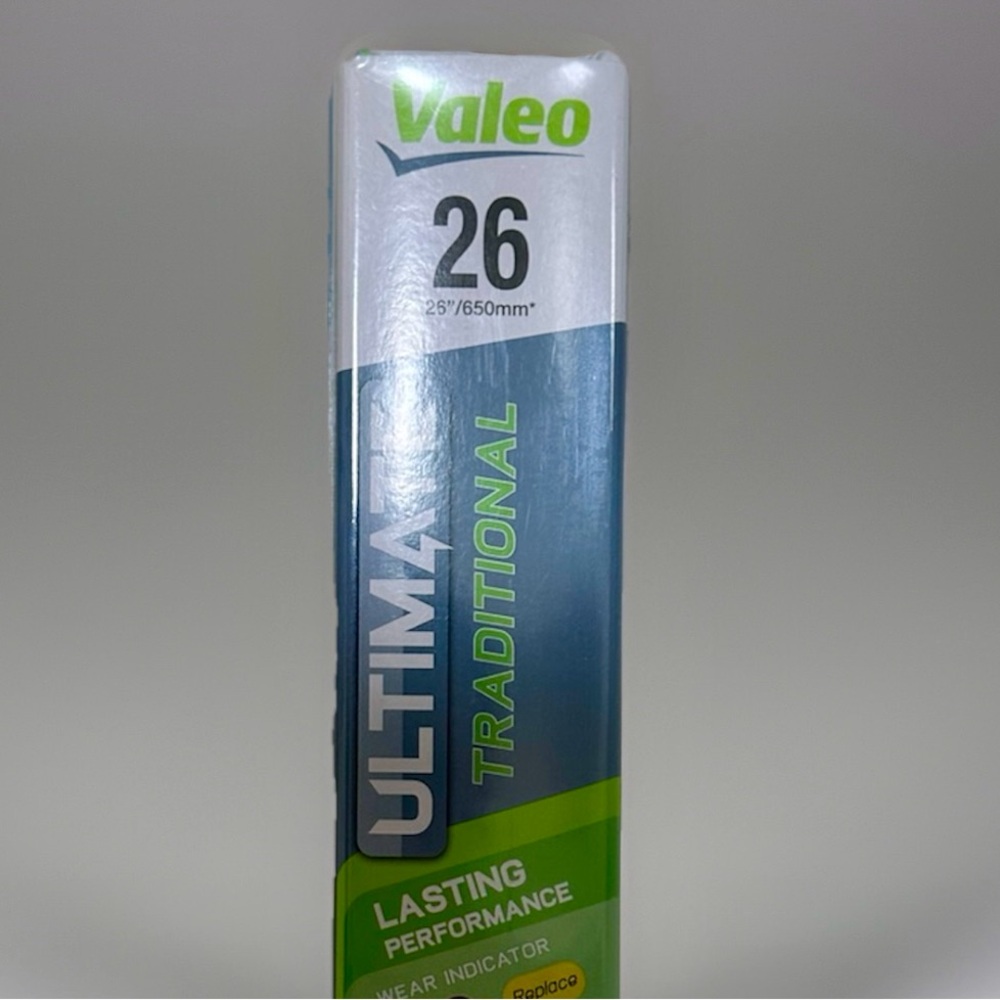 Valeo
26
26"/650mm*
ULTIMATE
TRADITIONAL
LASTING
PERFORMANCE
WEAR INDICATOR
Replace